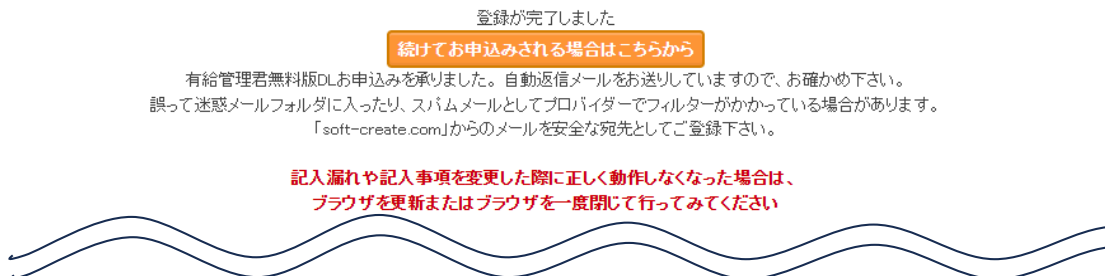 登録が完了しました
続けてお申込みされる場合はこちらから
有給管理君無料版DLお申込みを承りました。自動返信メールをお送りしていますので、お確かめ下さい。
誤って迷惑メールフォルダに入ったり、スパムメールとしてプロバイダーでフィルターがかかっている場合があります。
「soft-create.com」からのメールを安全な宛先としてご登録下さい。
記入漏れや記入事項を変更した際に正しく動作しなくなった場合は、
ブラウザを更新またはブラウザを一度閉じて行ってみてください